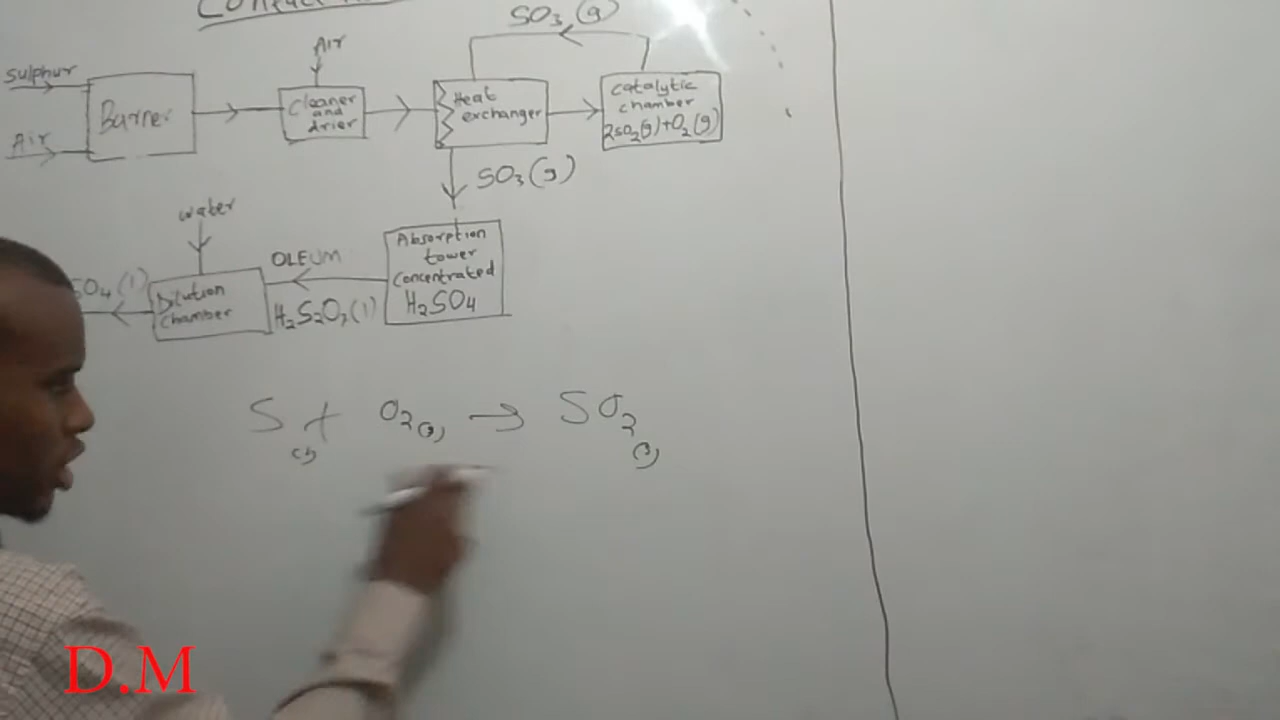 SO3 (g)
Air
Sulphur
Air
Burner
Cleaner
and
drier
Heat
exchanger
Catalytic
chamber
2SO2(g)+O2(g)
SO3(g)
water
Absorption
tower
Concentrated
H2SO4
OLEUM
H2S2O7(l)
Dilution
chamber
SO4(l)
S(s) + O2(g) → SO2(g)
D.M